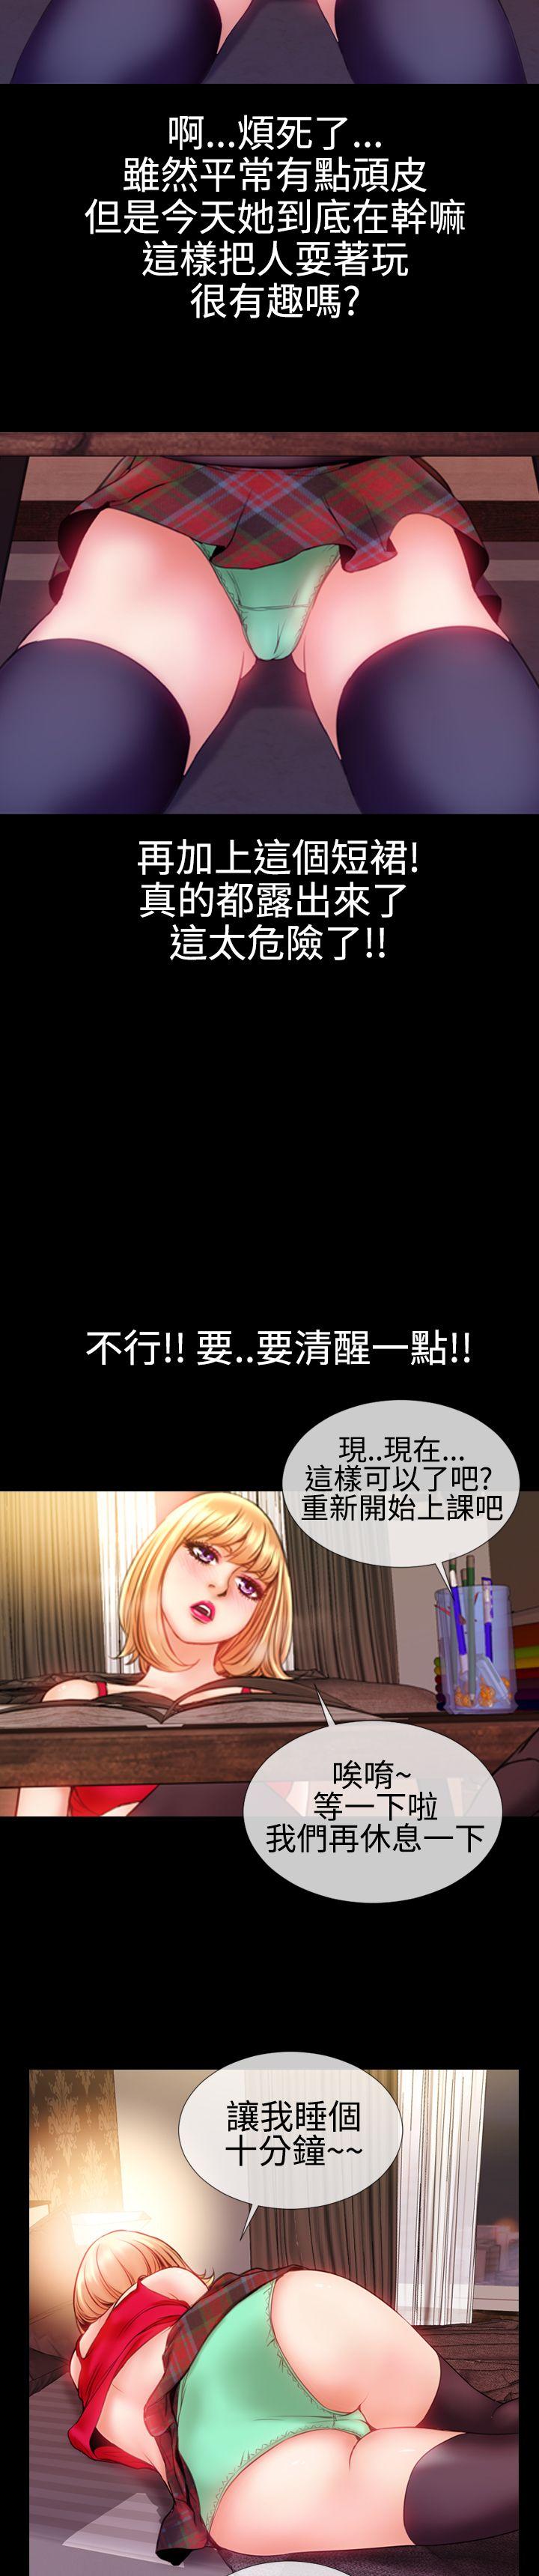 啊...煩死了...
雖然平常有點頑皮
但是今天她到底在幹嘛
這樣把人耍著玩
很有趣嗎?
再加上這個短裙!
真的都露出來了
這太危險了!!
不行!! 要..要清醒一點!!
現..現在...
這樣可以了吧?
重新開始上課吧
唉唷~
等一下啦
我們再休息一下
讓我睡個
十分鐘~~